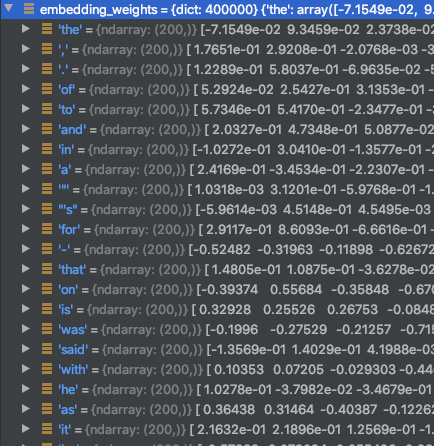 embedding_weights = {dict: 400000} {'the': array([-7.1549e-02, 9.
'the' = {ndarray: (200,)} [-7.1549e-02 9.3459e-02 2.3738e-0
',' = {ndarray: (200,)} [ 1.7651e-01 2.9208e-01 -2.0768e-03 -3
'.' = {ndarray: (200,)} [ 1.2289e-01 5.8037e-01 -6.9635e-02 -5
'of' = {ndarray: (200,)} [ 5.2924e-02 2.5427e-01 3.1353e-01
'to' = {ndarray: (200,)} [ 5.7346e-01 5.4170e-01 -2.3477e-01 -2
'and' = {ndarray: (200,)} [ 2.0327e-01 4.7348e-01 5.0877e-02
'in' = {ndarray: (200,)} [-1.0272e-01 3.0410e-01 -1.3577e-01 -2
'a' = {ndarray: (200,)} [ 2.4169e-01 -3.4534e-01 -2.2307e-01
'"' = {ndarray: (200,)} [ 1.0318e-03 3.1201e-01 -5.9768e-01 -1.
"'s" = {ndarray: (200,)} [-5.9614e-03 4.5148e-01 4.5495e-03
'for' = {ndarray: (200,)} [ 2.9117e-01 8.6093e-01 -6.6616e-01
'-' = {ndarray: (200,)} [-0.52482 -0.31963 -0.11898 -0.62672
'that' = {ndarray: (200,)} [ 1.4805e-01 1.0875e-01 -3.6278e-02
'on' = {ndarray: (200,)} [-0.39374 0.55684 -0.35848 -0.670
'is' = {ndarray: (200,)} [ 0.32928 0.25526 0.26753 -0.0848
'was' = {ndarray: (200,)} [-0.1996 -0.27529 -0.21257 -0.715
'said' = {ndarray: (200,)} [-1.3569e-01 1.4029e-01 4.1988e-0
'with' = {ndarray: (200,)} [ 0.10353 0.07205 -0.029303 -0.44
'he' = {ndarray: (200,)} [ 1.0278e-01 -3.7982e-02 -3.4679e-01
'as' = {ndarray: (200,)} [ 0.36438 0.31464 -0.40387 -0.12262
'it' = {ndarray: (200,)} [ 2.1632e-01 2.1896e-01 1.2569e-01 -1.